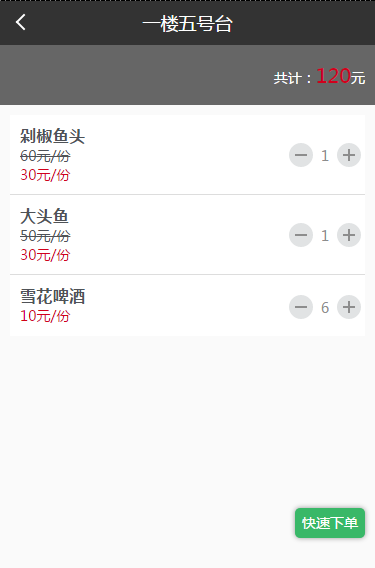 一楼五号台
共计：120元
剁椒鱼头
60元/份
30元/份
1
大头鱼
50元/份
30元/份
1
雪花啤酒
10元/份
6
快速下单